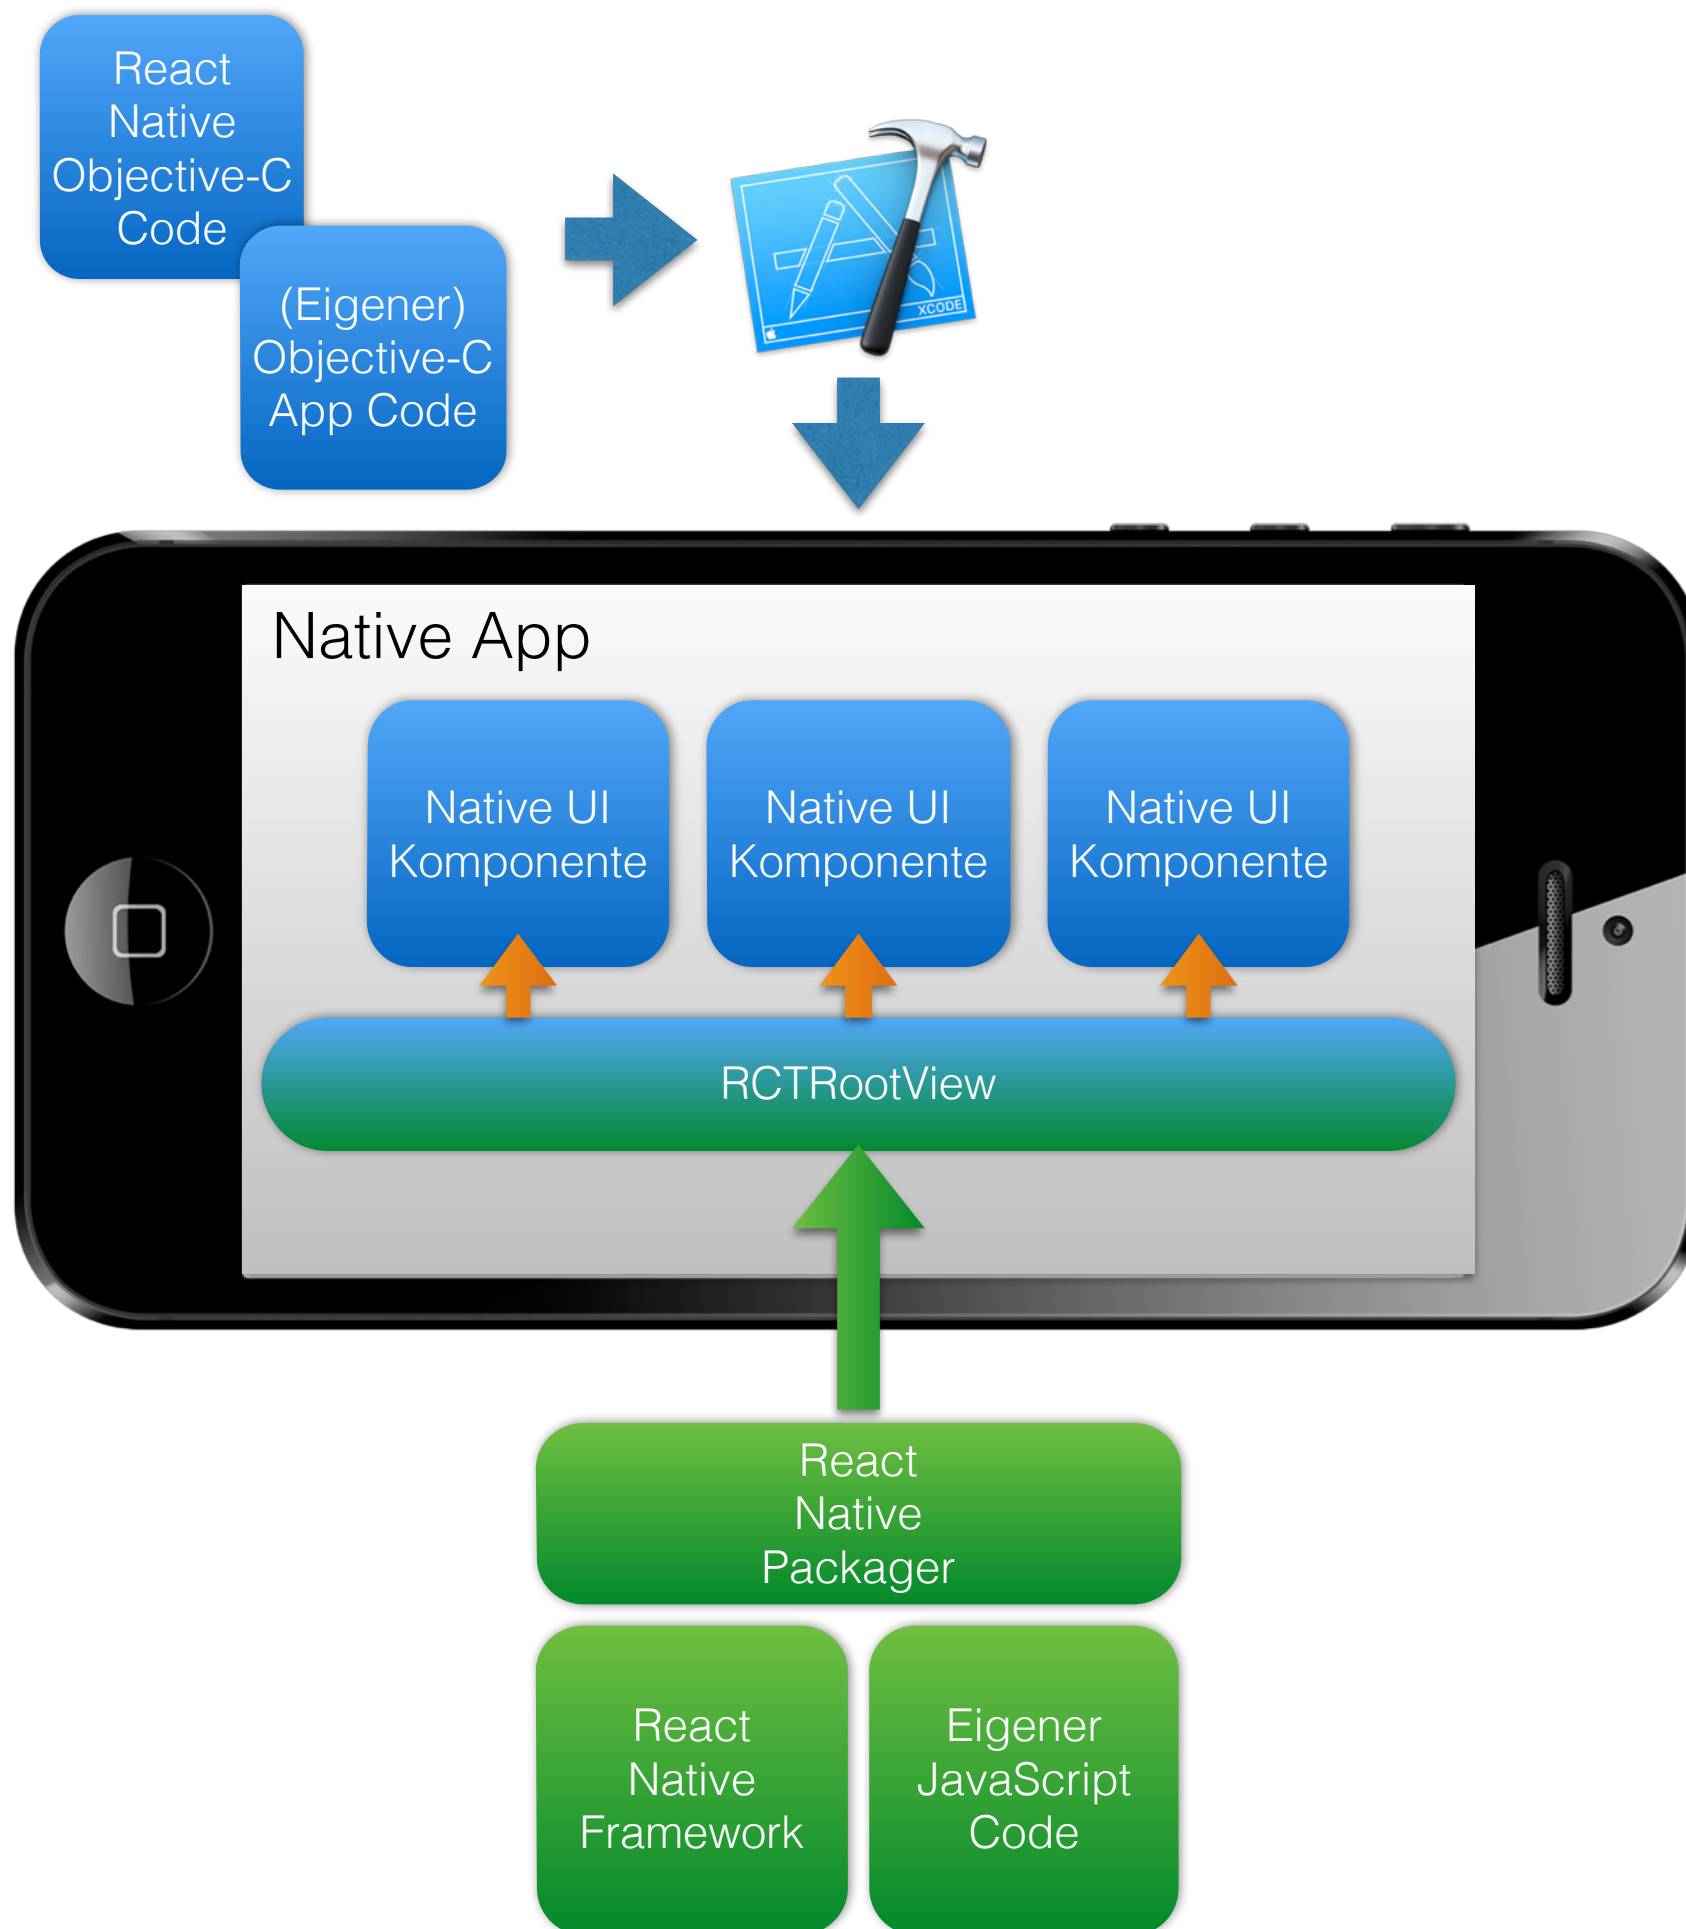 React
Native
Objective-C
Code
(Eigener)
Objective-C
App Code
XCODE
Native App
Native UI
Komponente
Native UI
Komponente
Native UI
Komponente
RCTRootView
React
Native
Packager
React
Native
Framework
Eigener
JavaScript
Code